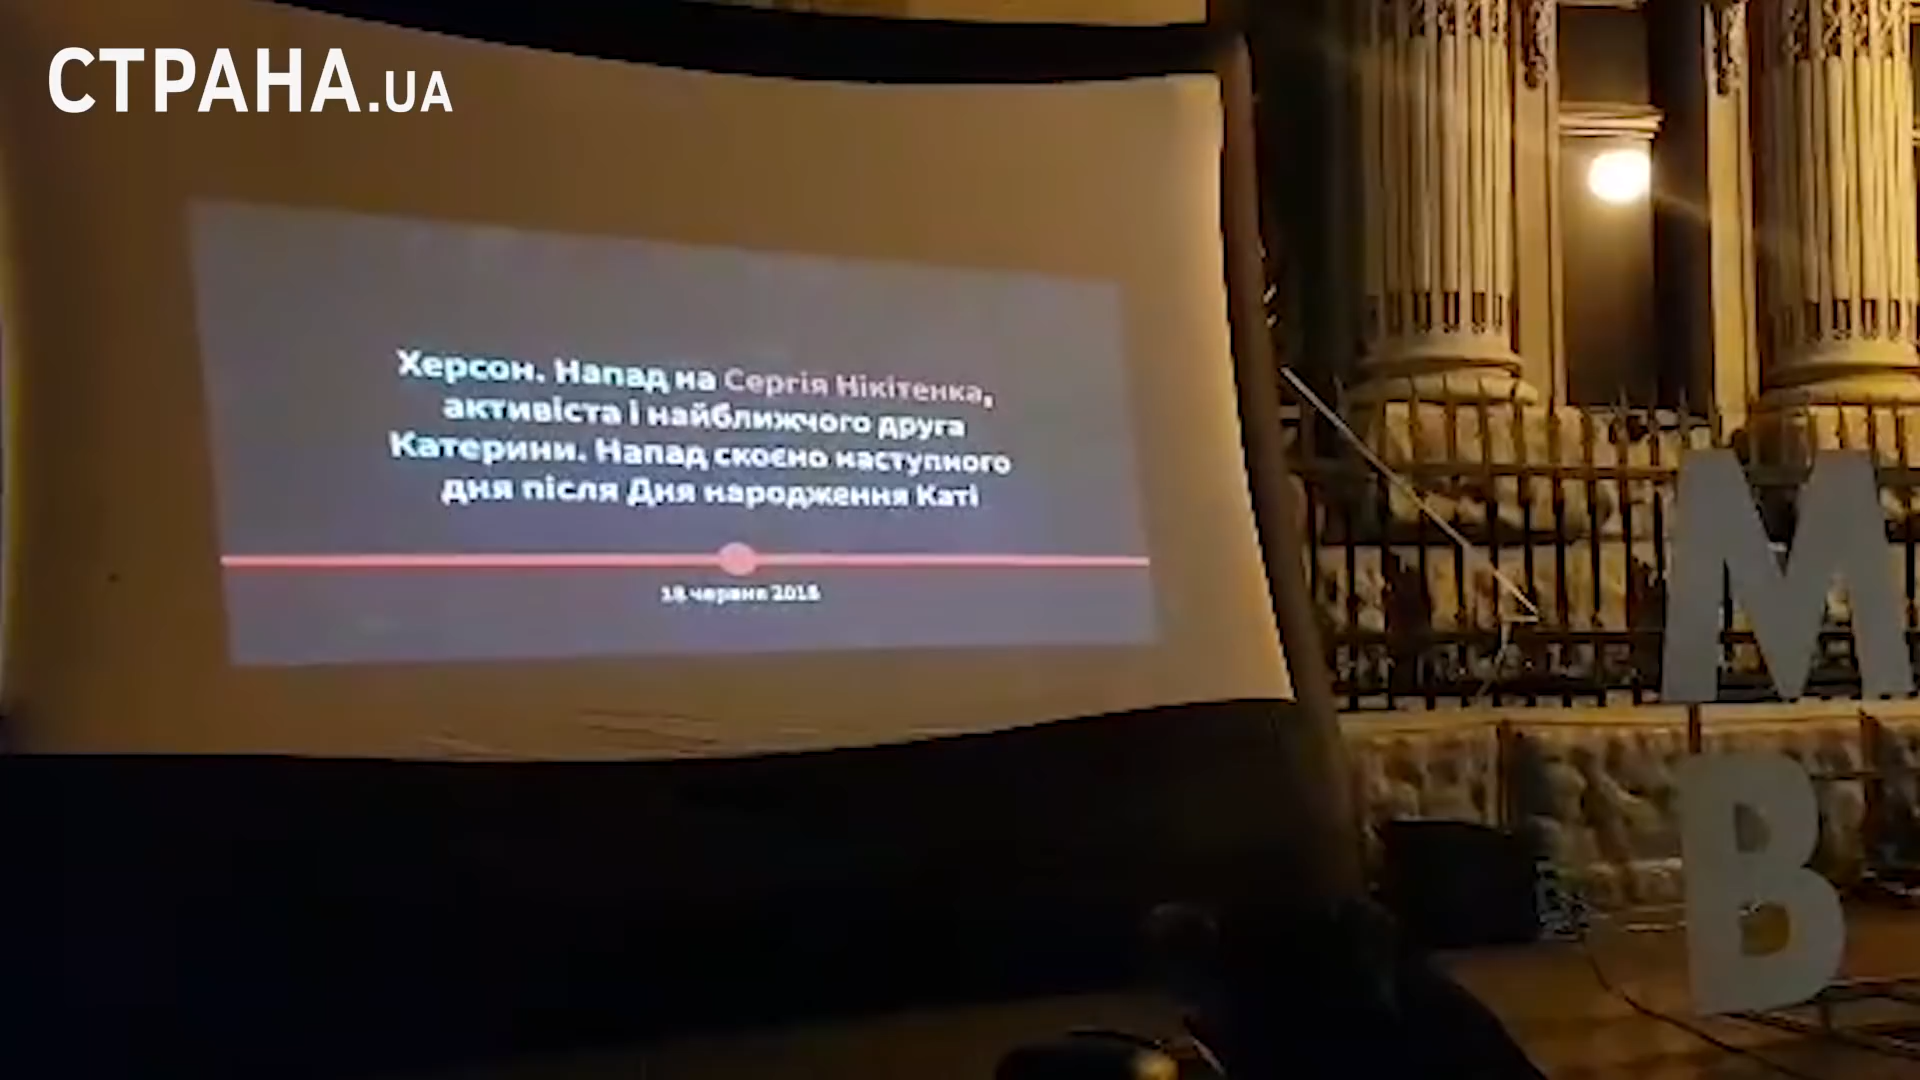 СТРАНА.UA
Херсон. Напад на Сергія Нікітенка,
активіста і найближчого друга
Катерини. Напад скоєно наступного
дня після Дня народження Каті
18 червня 2018
М
В